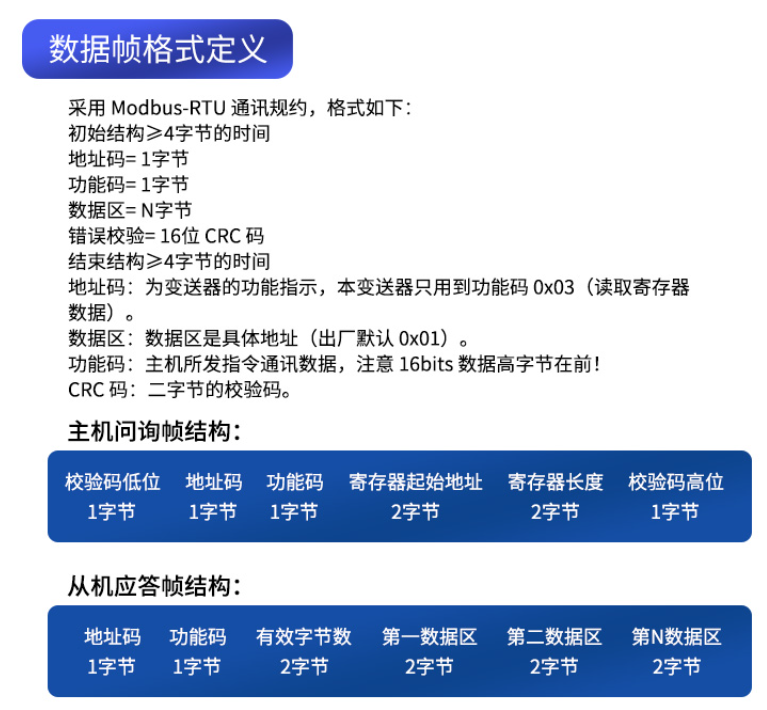 数据帧格式定义
采用 Modbus-RTU 通讯规约，格式如下：
初始结构≥4字节的时间
地址码= 1字节
功能码= 1字节
数据区= N字节
错误校验= 16位 CRC 码
结束结构≥4字节的时间
地址码：为变送器的功能指示，本变送器只用到功能码 0x03（读取寄存器
数据）。
数据区：数据区是具体地址（出厂默认 0x01）。
功能码：主机所发指令通讯数据，注意 16bits 数据高字节在前！
CRC 码：二字节的校验码。
主机问询帧结构：
校验码低位 地址码 功能码 寄存器起始地址 寄存器长度 校验码高位
1字节 1字节 1字节 2字节 2字节 1字节
从机应答帧结构：
地址码 功能码 有效字节数 第一数据区 第二数据区 第N数据区
1字节 1字节 2字节 2字节 2字节 2字节